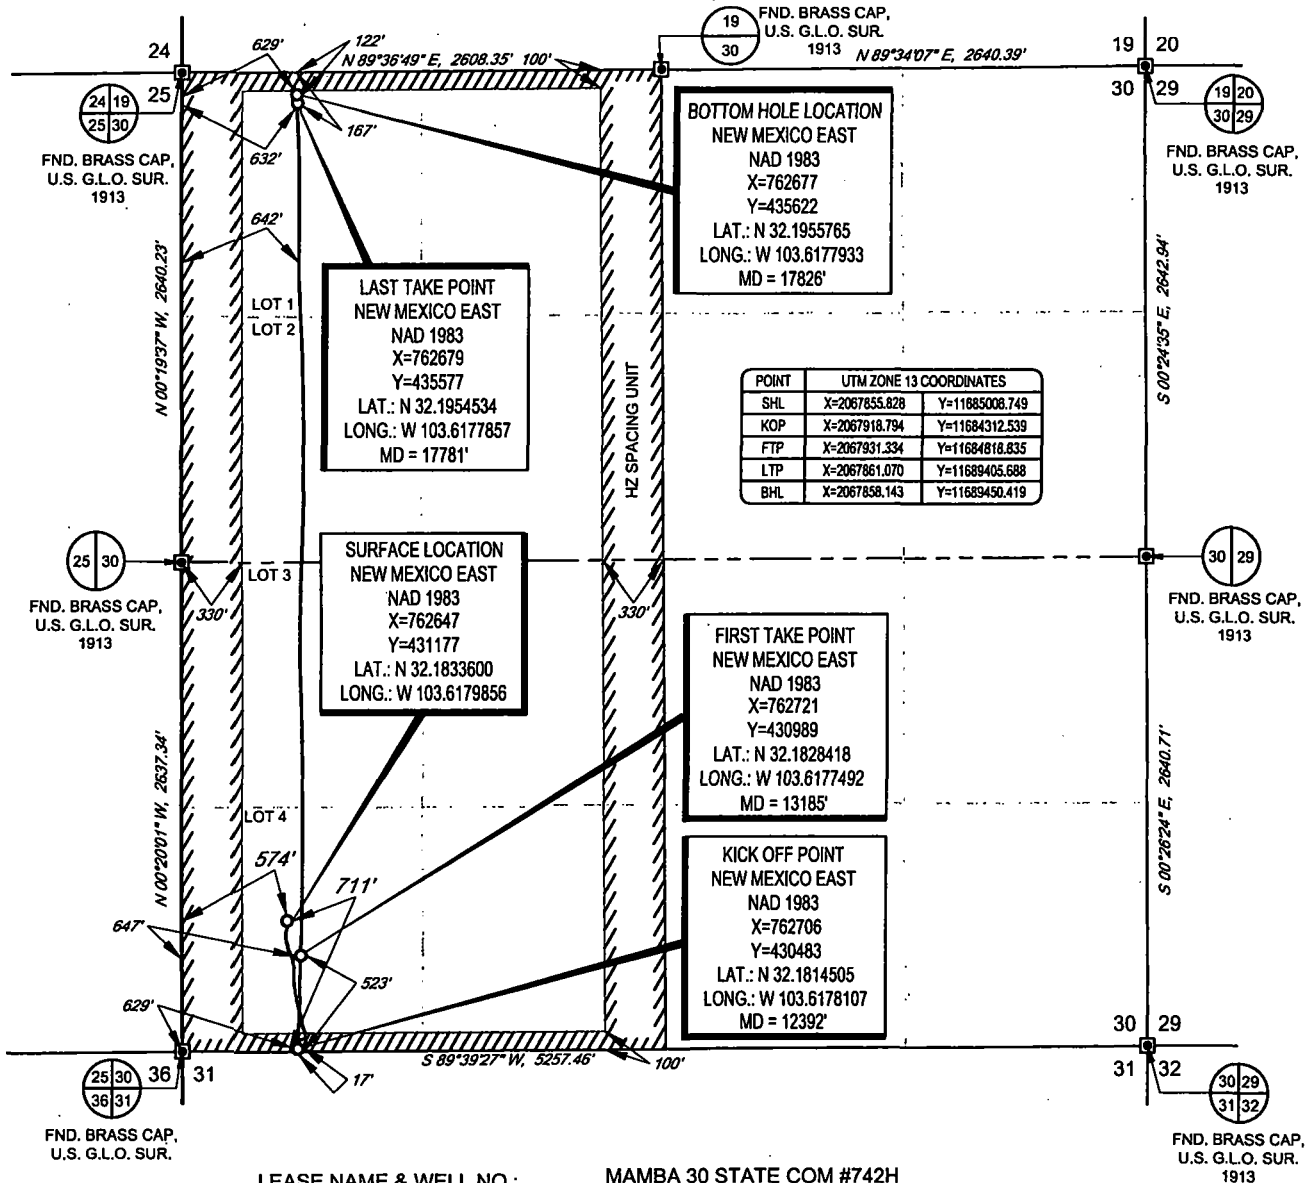 24
25
629'
122'
N 89°36'49" E, 2608.35'
100'
19
30
FND. BRASS CAP,
U.S. G.L.O. SUR.
1913
N 89°34'07" E, 2640.39'
19
20
30
29
24 19
25 30
FND. BRASS CAP,
U.S. G.L.O. SUR.
1913
632'
167'
642'
19 20
30 29
FND. BRASS CAP,
U.S. G.L.O. SUR.
1913
BOTTOM HOLE LOCATION
NEW MEXICO EAST
NAD 1983
X=762677
Y=435622
LAT.: N 32.1955765
LONG.: W 103.6177933
MD = 17826'
N 00°19'37" W, 2640.23'
LOT 1
LOT 2
LAST TAKE POINT
NEW MEXICO EAST
NAD 1983
X=762679
Y=435577
LAT.: N 32.1954534
LONG.: W 103.6177857
MD = 17781'
HZ SPACING UNIT
S 00°24'35" E, 2642.94'
POINT UTM ZONE 13 COORDINATES
SHL X=2067855.828 Y=11685008.749
KOP X=2067918.794 Y=11684312.539
FTP X=2067931.334 Y=11684818.835
LTP X=2067861.070 Y=11689405.688
BHL X=2067858.143 Y=11689450.419
25 30
FND. BRASS CAP,
U.S. G.L.O. SUR.
1913
330'
LOT 3
SURFACE LOCATION
NEW MEXICO EAST
NAD 1983
X=762647
Y=431177
LAT.: N 32.1833600
LONG.: W 103.6179856
330'
30 29
FND. BRASS CAP,
U.S. G.L.O. SUR.
1913
FIRST TAKE POINT
NEW MEXICO EAST
NAD 1983
X=762721
Y=430989
LAT.: N 32.1828418
LONG.: W 103.6177492
MD = 13185'
N 00°20'01" W, 2637.34'
LOT 4
574'
711'
647'
523'
629'
S 00°26'24" E, 2640.71'
KICK OFF POINT
NEW MEXICO EAST
NAD 1983
X=762706
Y=430483
LAT.: N 32.1814505
LONG.: W 103.6178107
MD = 12392'
36
31
S 89°39'27" W, 5257.46'
17'
100'
30
29
31
32
25 30
36 31
FND. BRASS CAP,
U.S. G.L.O. SUR.
30 29
31 32
FND. BRASS CAP,
U.S. G.L.O. SUR.
1913
LEASE NAME & WELL NO.: MAMBA 30 STATE COM #742H